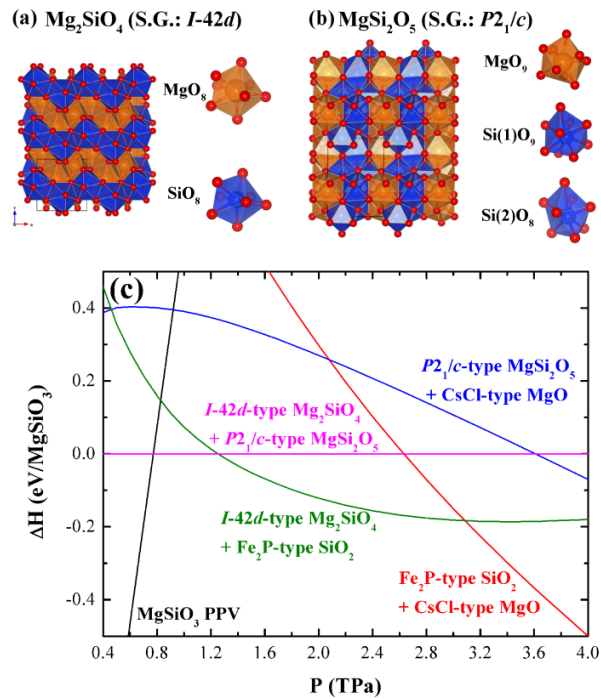 (a) Mg₂SiO₄ (S.G.: I-42d)
(b) MgSi₂O₅ (S.G.: P2₁/c)
MgO₈
SiO₈
MgO₉
Si(1)O₉
Si(2)O₈
(c)
ΔH (eV/MgSiO₃)
0.4
0.2
0.0
-0.2
-0.4
P2₁/c-type MgSi₂O₅
+ CsCl-type MgO
I-42d-type Mg₂SiO₄
+ P2₁/c-type MgSi₂O₅
I-42d-type Mg₂SiO₄
+ Fe₂P-type SiO₂
Fe₂P-type SiO₂
+ CsCl-type MgO
MgSiO₃ PPV
0.4 0.8 1.2 1.6 2.0 2.4 2.8 3.2 3.6 4.0
P (TPa)